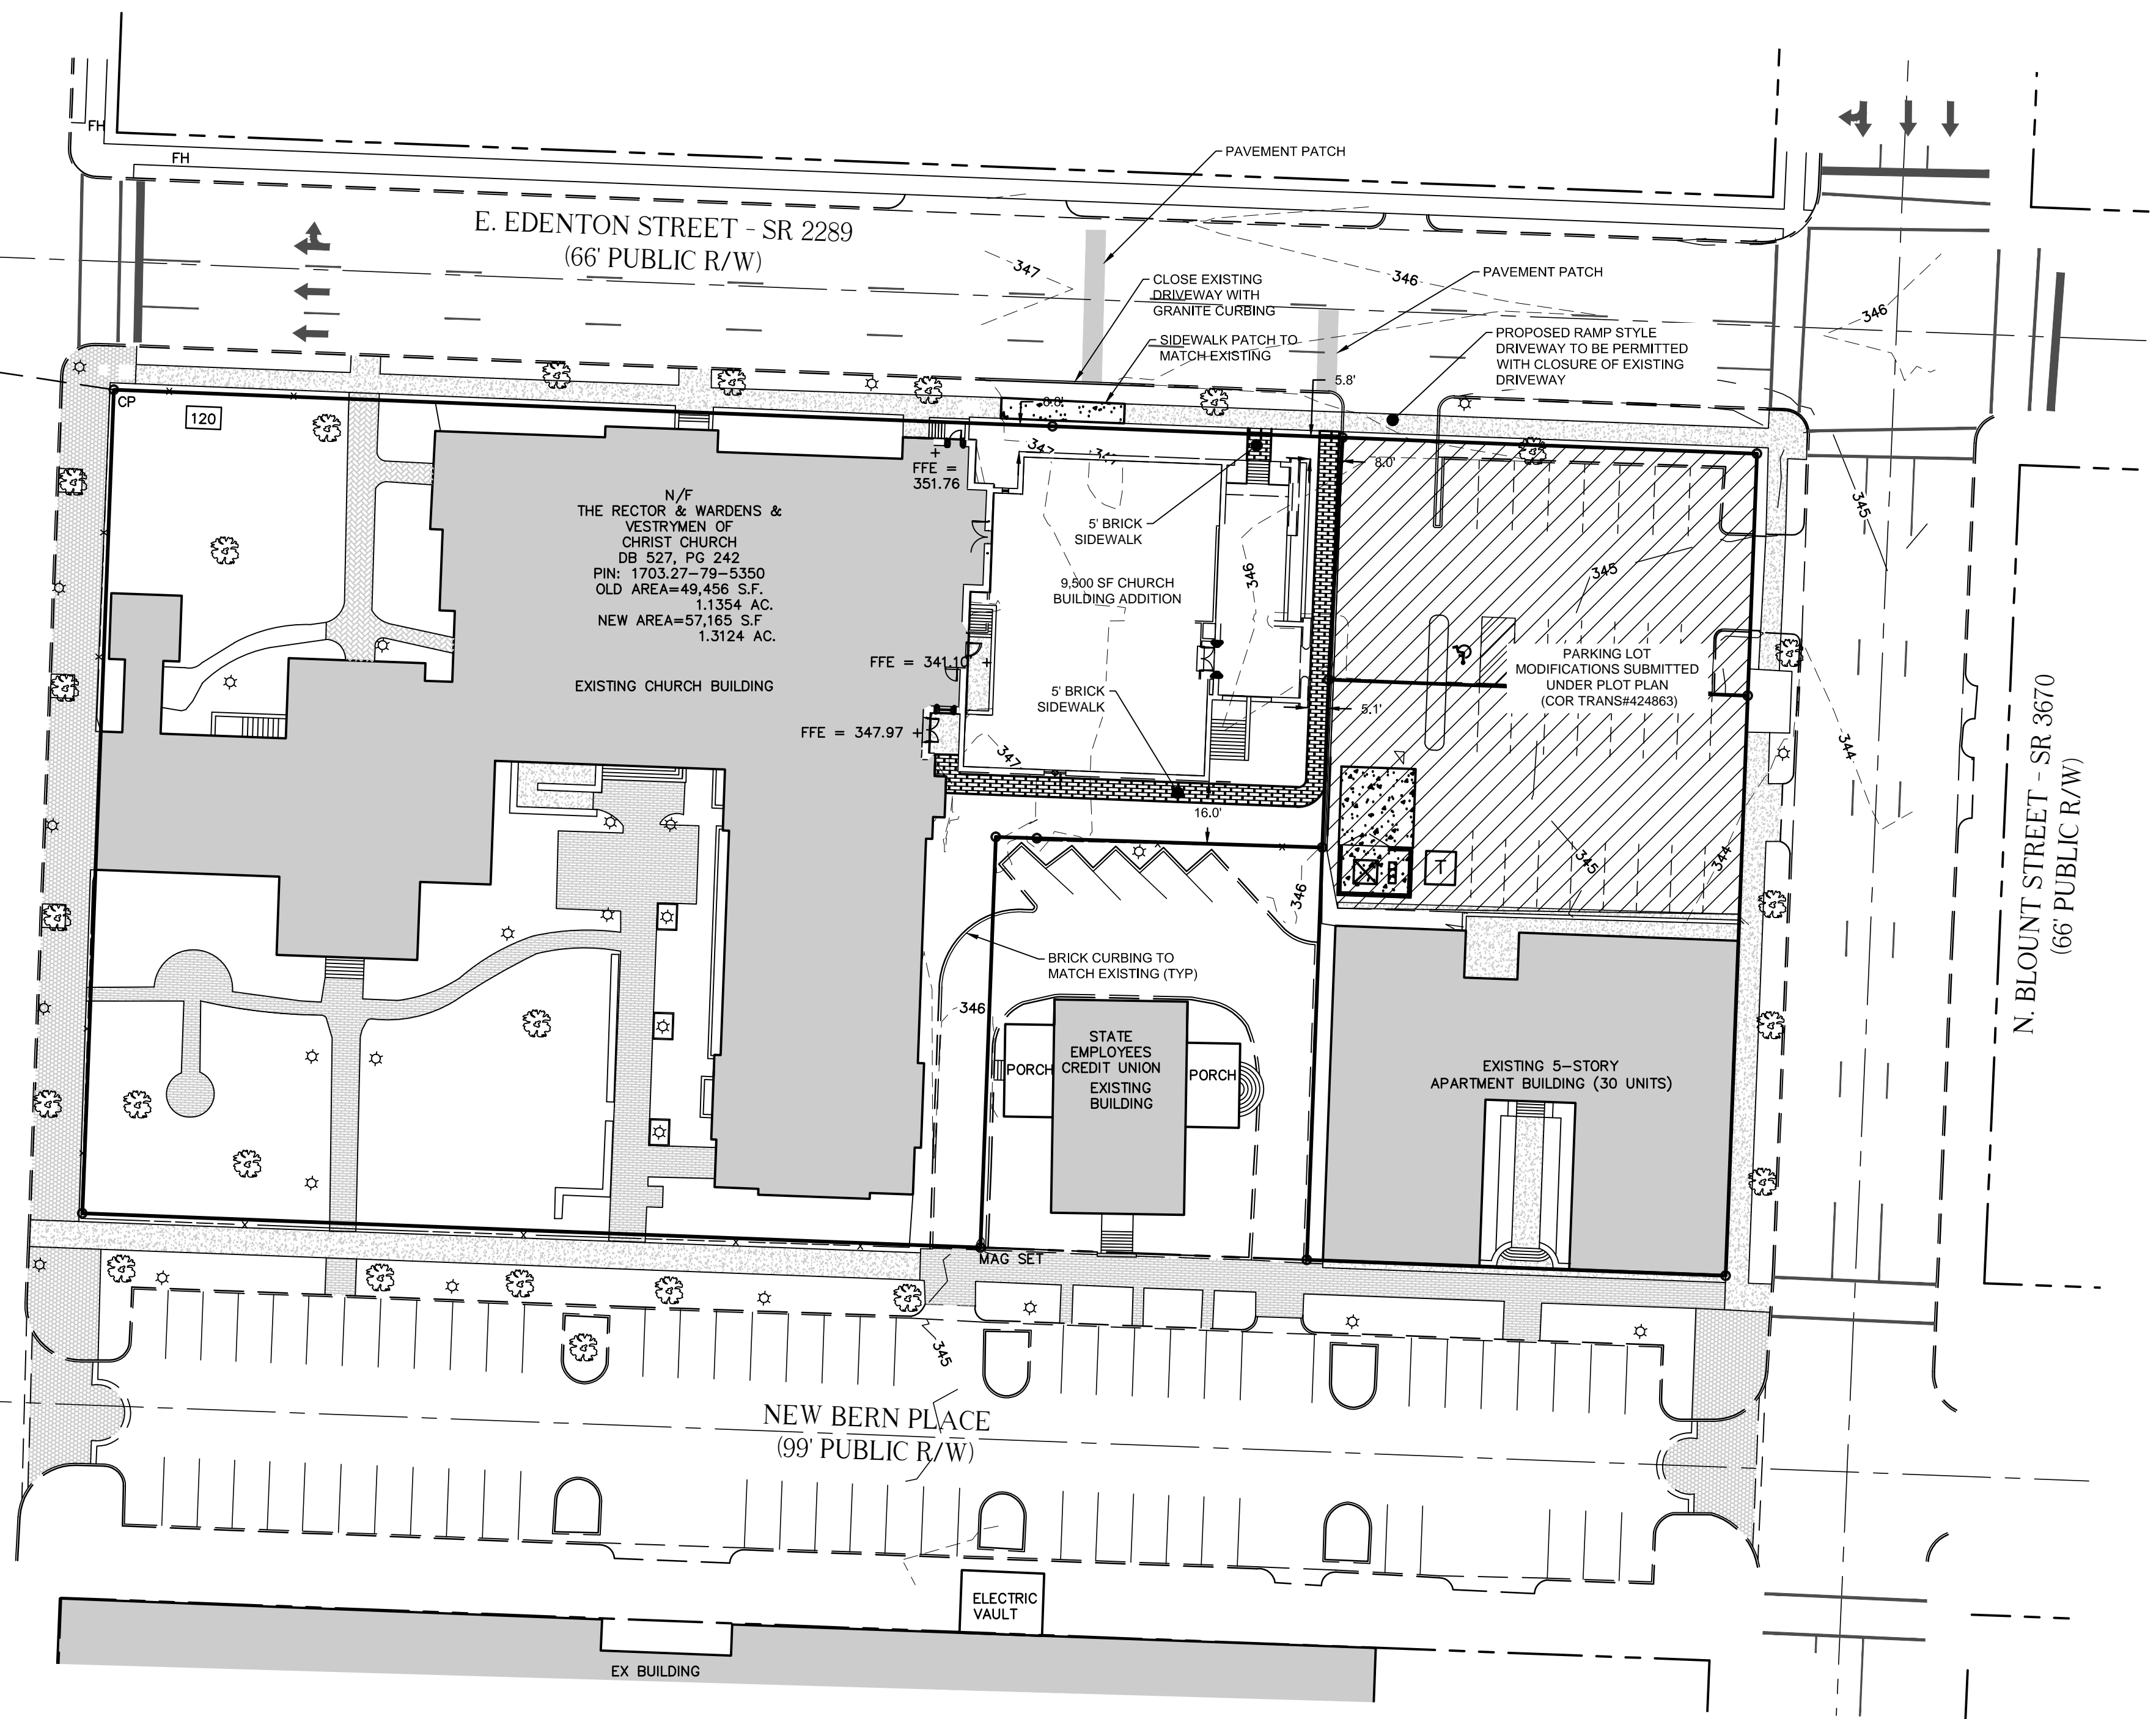 FH
FH
PAVEMENT PATCH
E. EDENTON STREET - SR 2289
(66' PUBLIC R/W)
347
346
PAVEMENT PATCH
346
CLOSE EXISTING
DRIVEWAY WITH
GRANITE CURBING
SIDEWALK PATCH TO
MATCH EXISTING
PROPOSED RAMP STYLE
DRIVEWAY TO BE PERMITTED
WITH CLOSURE OF EXISTING
DRIVEWAY
5.8'
CP
120
347
8.0'
FFE =
351.76
N/F
THE RECTOR & WARDENS &
VESTRYMEN OF
CHRIST CHURCH
DB 527, PG 242
PIN: 1703.27-79-5350
OLD AREA=49,456 S.F.
1.1354 AC.
NEW AREA=57,165 S.F
1.3124 AC.
EXISTING CHURCH BUILDING
5' BRICK
SIDEWALK
9,500 SF CHURCH
BUILDING ADDITION
346
345
345
FFE = 341.10 +
5' BRICK
SIDEWALK
5.1'
PARKING LOT
MODIFICATIONS SUBMITTED
UNDER PLOT PLAN
(COR TRANS#424863)
FFE = 347.97 +
347
344
16.0'
T
345
344
346
N. BLOUNT STREET - SR 3670
(66' PUBLIC R/W)
BRICK CURBING TO
MATCH EXISTING (TYP)
346
STATE
EMPLOYEES
CREDIT UNION
EXISTING
BUILDING
PORCH
PORCH
EXISTING 5-STORY
APARTMENT BUILDING (30 UNITS)
MAG SET
345
NEW BERN PLACE
(99' PUBLIC R/W)
ELECTRIC
VAULT
EX BUILDING